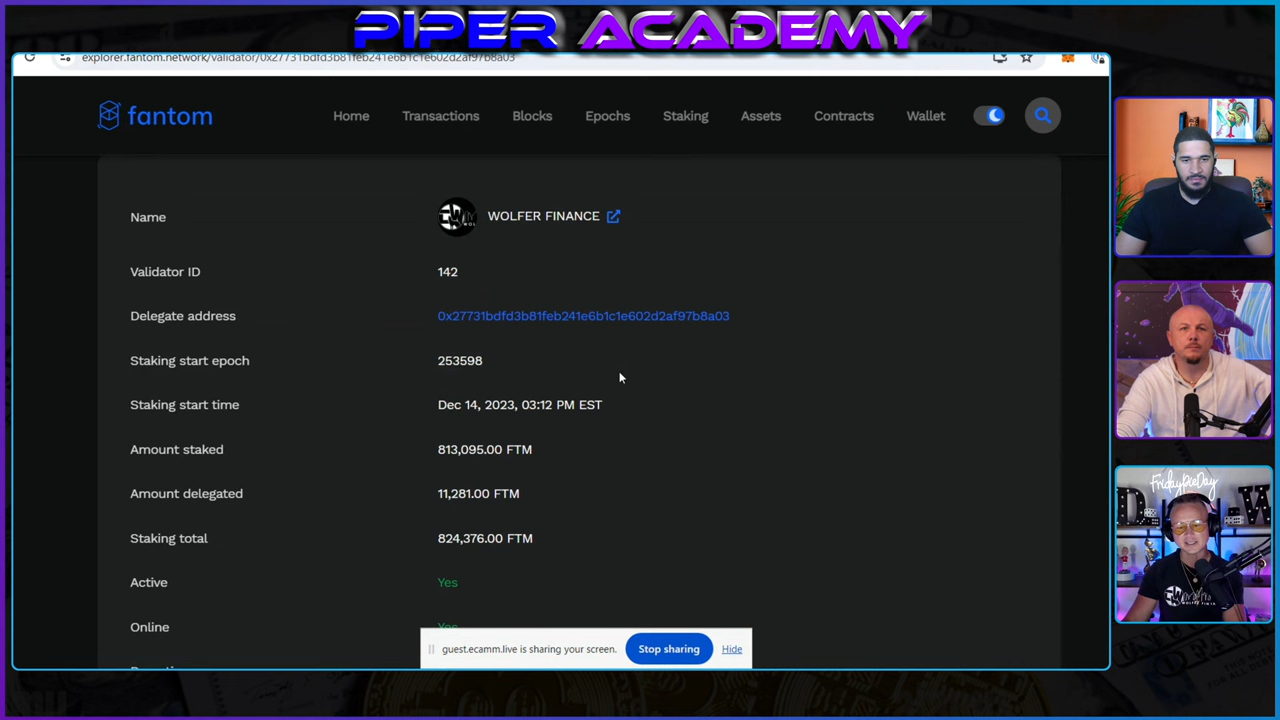 PIPER ACADEMY
explorer.fantom.network/validator/0x27731bdfd3b81feb241e6b1c1e602d2af97b8a03
fantom
Home Transactions Blocks Epochs Staking Assets Contracts Wallet
Name WOLFER FINANCE
Validator ID 142
Delegate address 0x27731bdfd3b81feb241e6b1c1e602d2af97b8a03
Staking start epoch 253598
Staking start time Dec 14, 2023, 03:12 PM EST
Amount staked 813,095.00 FTM
Amount delegated 11,281.00 FTM
Staking total 824,376.00 FTM
Active Yes
Online Yes
guest.ecamm.live is sharing your screen. Stop sharing Hide
FridayPieDay
D W